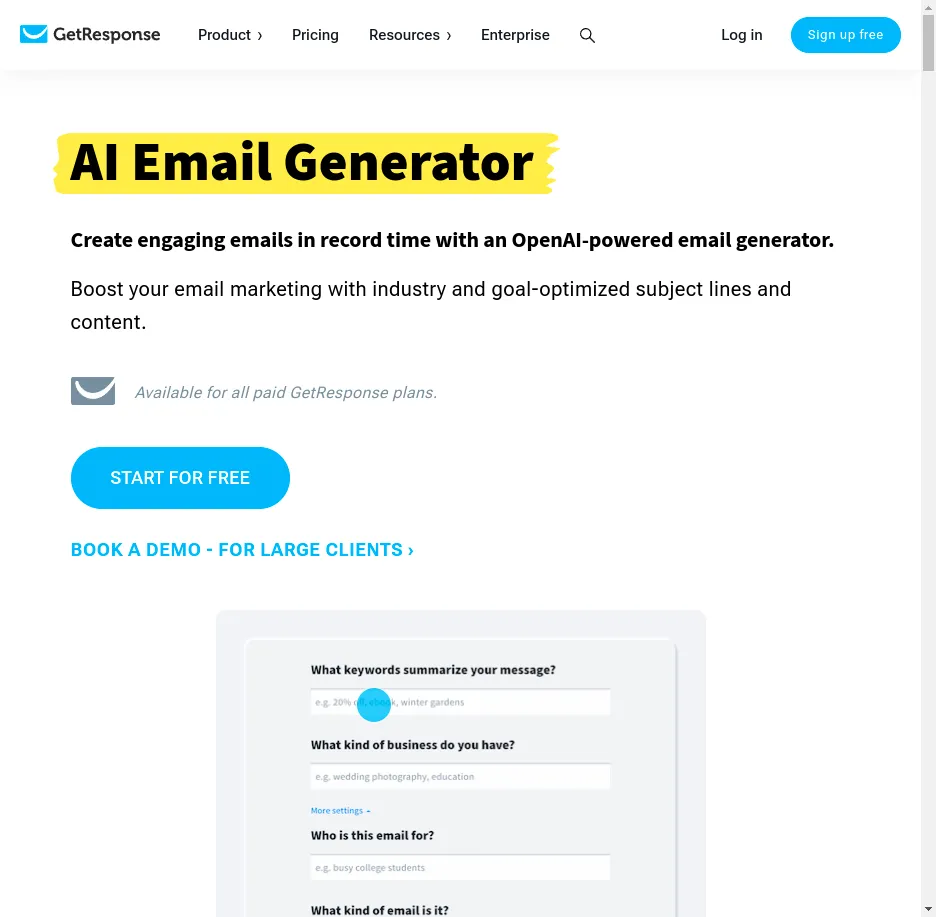 GetResponse Product › Pricing Resources › Enterprise Log in Sign up free
AI Email Generator
Create engaging emails in record time with an OpenAI-powered email generator.
Boost your email marketing with industry and goal-optimized subject lines and
content.
Available for all paid GetResponse plans.
START FOR FREE
BOOK A DEMO - FOR LARGE CLIENTS ›
What keywords summarize your message?
e.g. 20% off, ebook, winter gardens
What kind of business do you have?
e.g. wedding photography, education
More settings
Who is this email for?
e.g. busy college students
What kind of email is it?